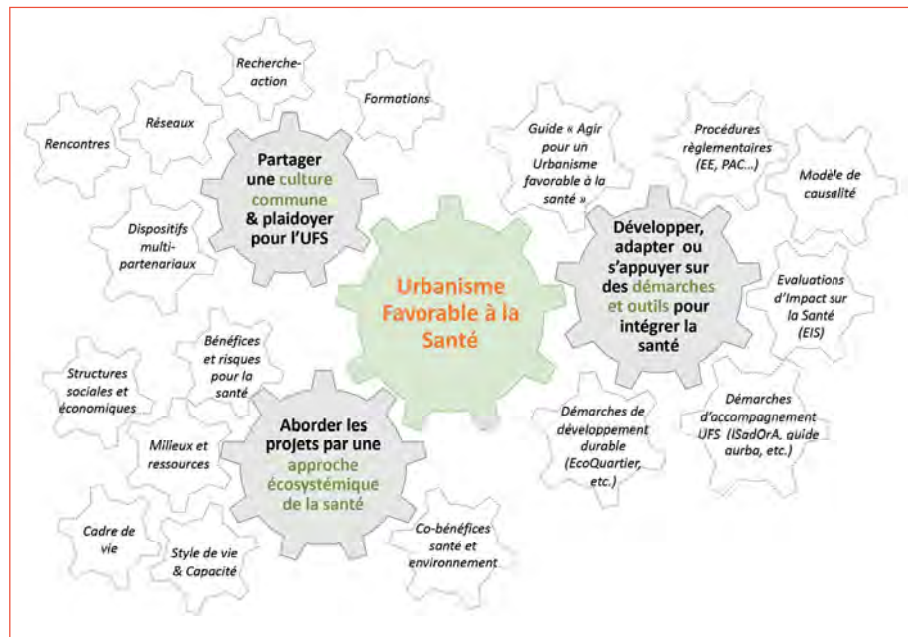 Recherche-
action
Formations
Réseaux
Rencontres
Partager
une culture
commune
& plaidoyer
pour l'UFS
Dispositifs
multi-
partenariaux
Guide « Agir
pour un
Urbanisme
favorable à la
santé »
Procédures
règlementaires
(EE, PAC...)
Modèle de
causalité
Développer,
adapter ou
s'appuyer sur
des démarches
et outils pour
intégrer la
santé
Evaluations
d'Impact sur
la Santé
(EIS)
Urbanisme
Favorable à la
Santé
Bénéfices
et risques
pour la
santé
Structures
sociales et
économiques
Milieux et
ressources
Aborder les
projets par une
approche
écosystémique
de la santé
Démarches de
développement
durable
(EcoQuartier,
etc.)
Démarches
d'accompagnement
UFS (ISadOrA, guide
aurba, etc.)
Cadre de
vie
Style de vie
& Capacité
Co-bénéfices
santé et
environnement